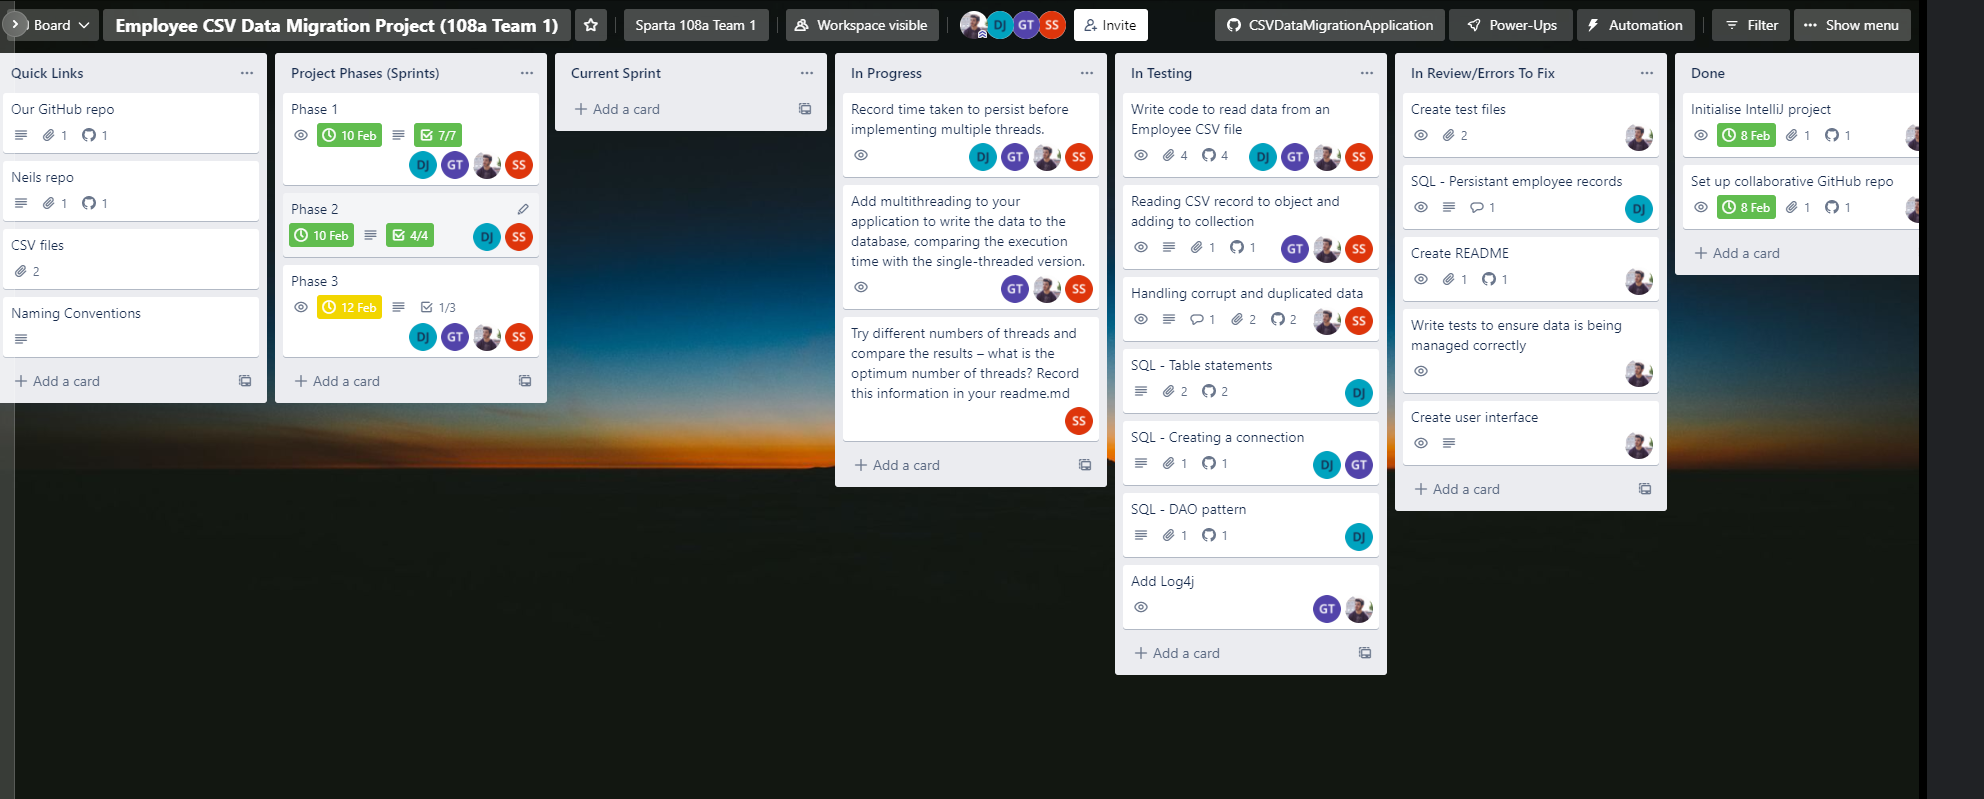 Board
Employee CSV Data Migration Project (108a Team 1)
Sparta 108a Team 1
Workspace visible
DJ
GT
SS
Invite
CSVDataMigrationApplication
Power-Ups
Automation
Filter
Show menu
Quick Links
Our GitHub repo
1 1
Neils repo
1 1
CSV files
2
Naming Conventions
+ Add a card
Project Phases (Sprints)
Phase 1
10 Feb 7/7
DJ GT SS
Phase 2
10 Feb 4/4 DJ SS
Phase 3
12 Feb 1/3
DJ GT SS
+ Add a card
Current Sprint
+ Add a card
In Progress
Record time taken to persist before
implementing multiple threads.
DJ GT SS
Add multithreading to your
application to write the data to the
database, comparing the execution
time with the single-threaded version.
GT SS
Try different numbers of threads and
compare the results – what is the
optimum number of threads? Record
this information in your readme.md
SS
+ Add a card
In Testing
Write code to read data from an
Employee CSV file
4 4 DJ GT SS
Reading CSV record to object and
adding to collection
1 1 GT SS
Handling corrupt and duplicated data
1 2 2 SS
SQL - Table statements
2 2 DJ
SQL - Creating a connection
1 1 DJ GT
SQL - DAO pattern
1 1 DJ
Add Log4j
GT
+ Add a card
In Review/Errors To Fix
Create test files
2
SQL - Persistant employee records
1 DJ
Create README
1 1
Write tests to ensure data is being
managed correctly
Create user interface
+ Add a card
Done
Initialise IntelliJ project
8 Feb 1 1
Set up collaborative GitHub repo
8 Feb 1 1
+ Add a card